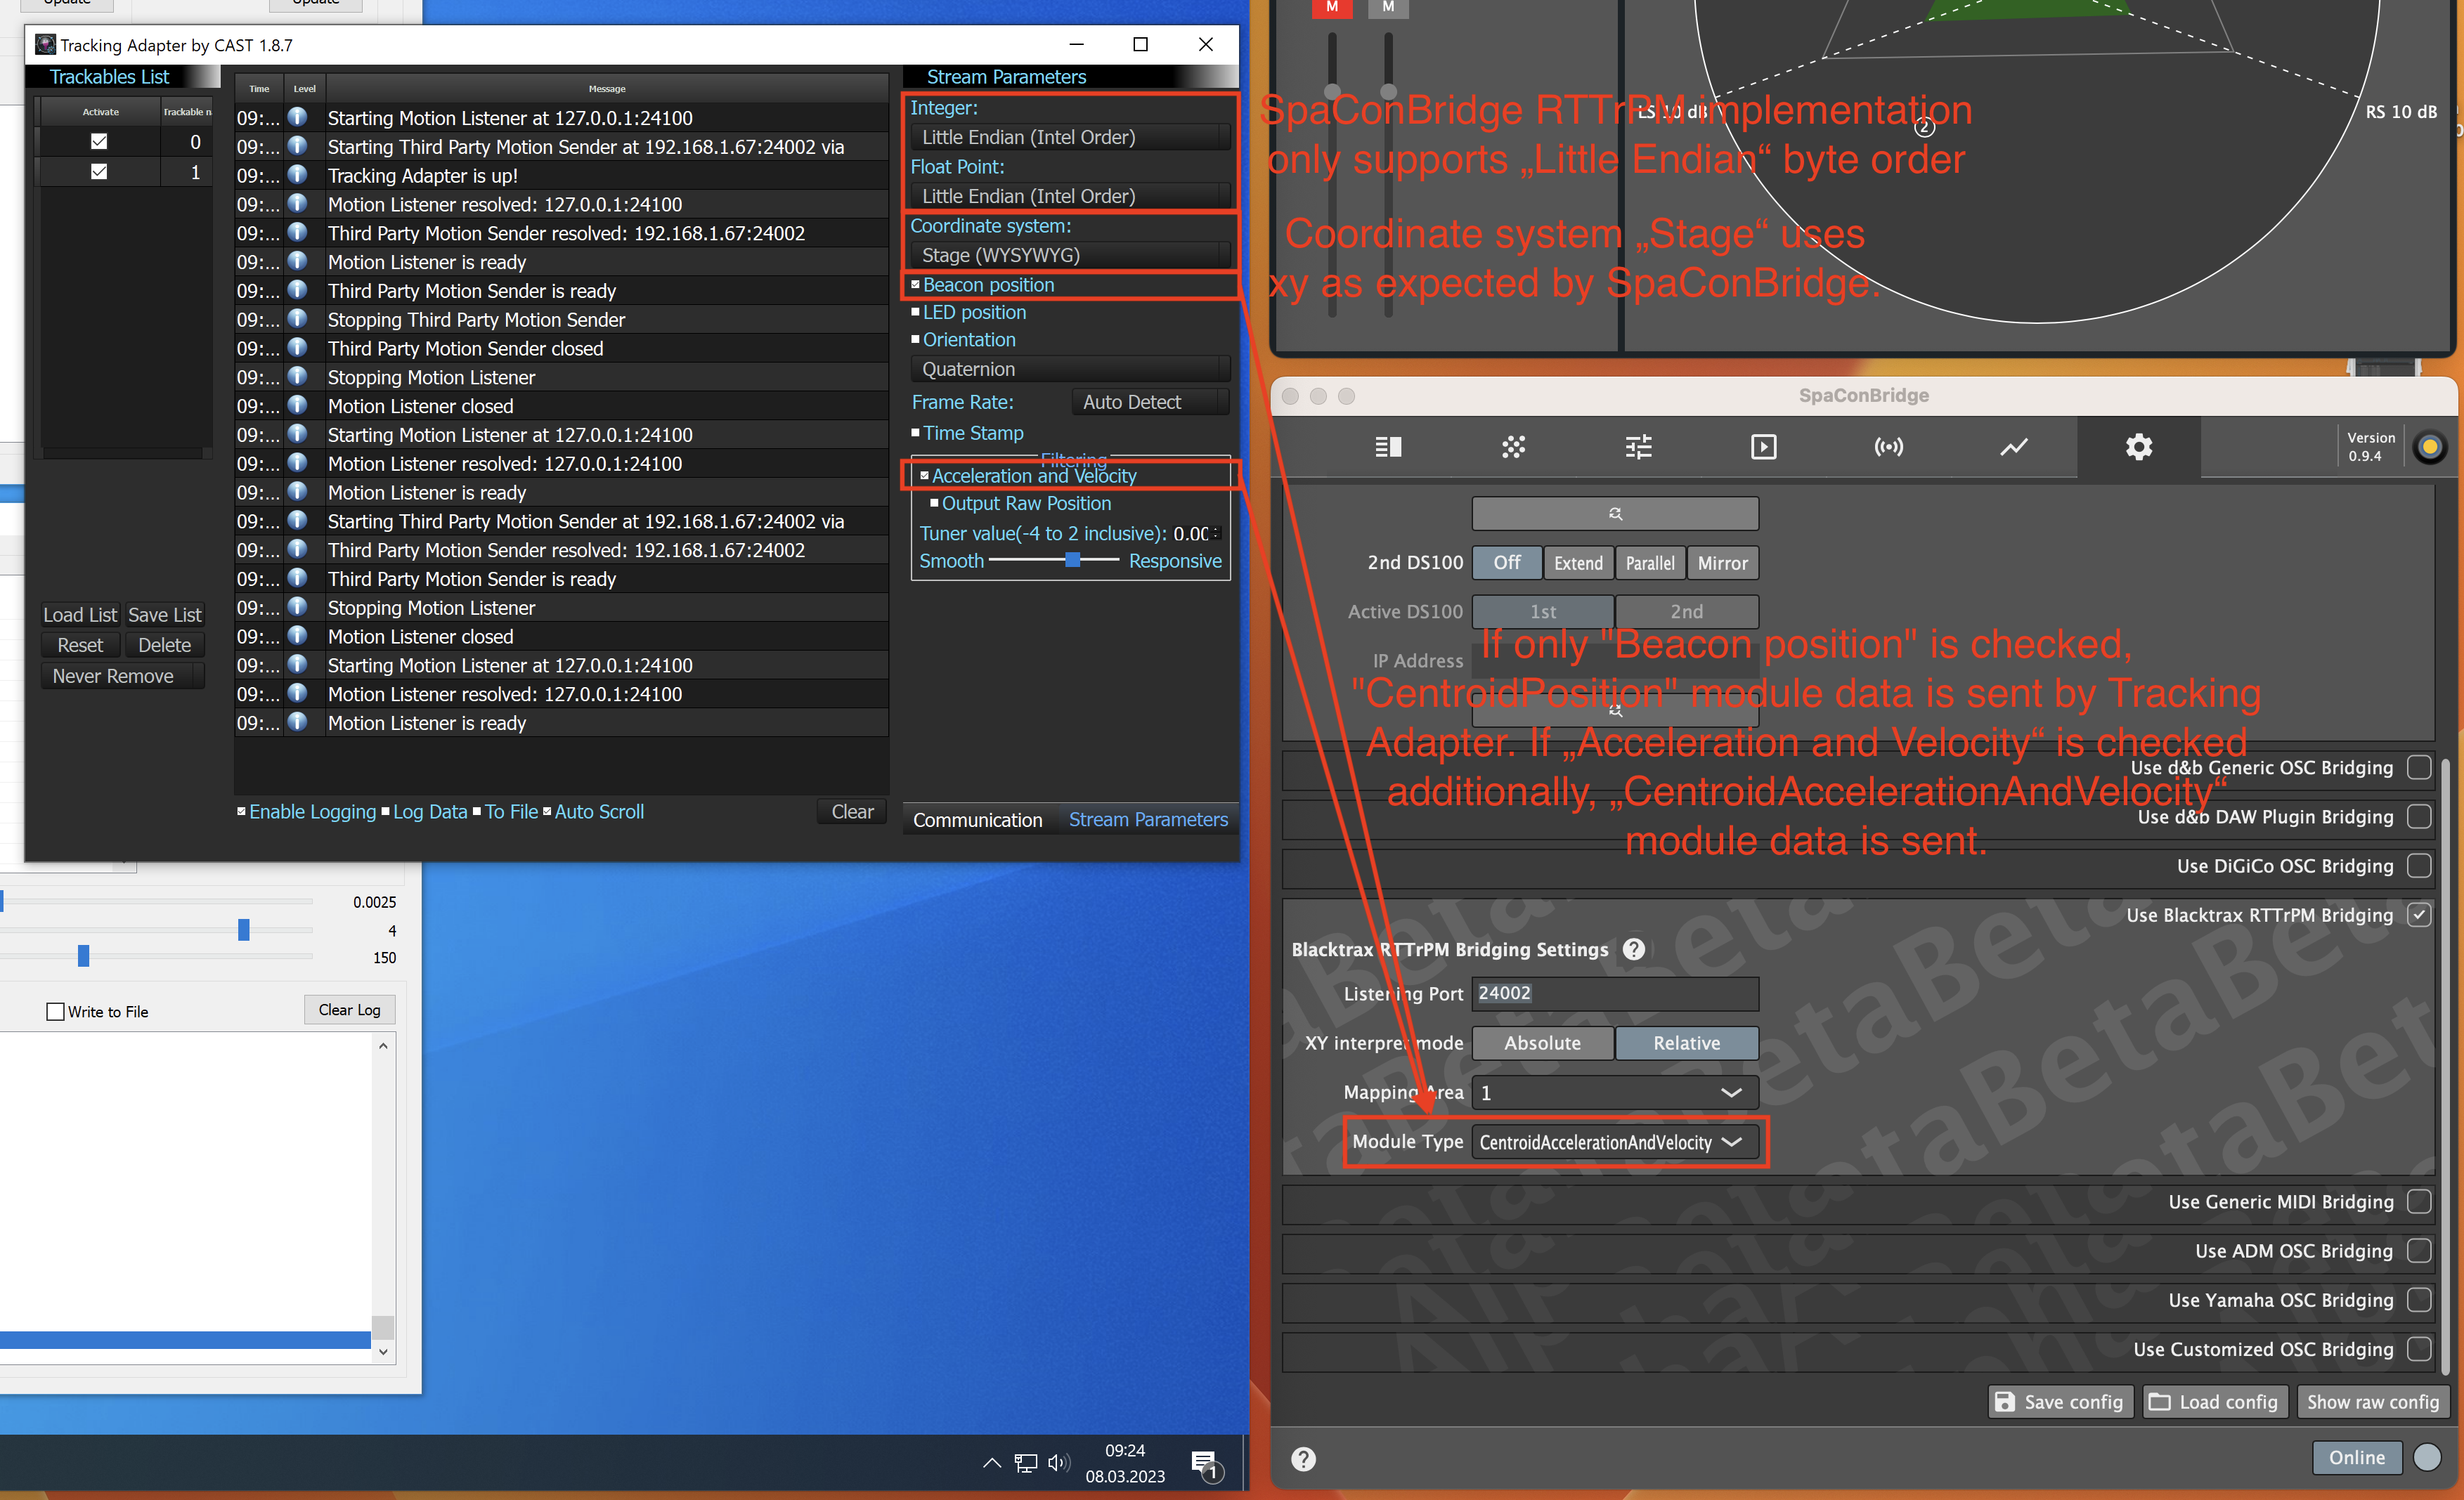 Update
Update
Tracking Adapter by CAST 1.8.7
Trackables List
Activate
Trackable n
0
1
Load List
Save List
Reset
Delete
Never Remove
Time
Level
Message
09:... Starting Motion Listener at 127.0.0.1:24100
09:... Starting Third Party Motion Sender at 192.168.1.67:24002 via
09:... Tracking Adapter is up!
09:... Motion Listener resolved: 127.0.0.1:24100
09:... Third Party Motion Sender resolved: 192.168.1.67:24002
09:... Motion Listener is ready
09:... Third Party Motion Sender is ready
09:... Stopping Third Party Motion Sender
09:... Third Party Motion Sender closed
09:... Stopping Motion Listener
09:... Motion Listener closed
09:... Starting Motion Listener at 127.0.0.1:24100
09:... Motion Listener resolved: 127.0.0.1:24100
09:... Motion Listener is ready
09:... Starting Third Party Motion Sender at 192.168.1.67:24002 via
09:... Third Party Motion Sender resolved: 192.168.1.67:24002
09:... Third Party Motion Sender is ready
09:... Stopping Motion Listener
09:... Motion Listener closed
09:... Starting Motion Listener at 127.0.0.1:24100
09:... Motion Listener resolved: 127.0.0.1:24100
09:... Motion Listener is ready
Enable Logging
Log Data
To File
Auto Scroll
Clear
Stream Parameters
Integer:
Little Endian (Intel Order)
Float Point:
Little Endian (Intel Order)
Coordinate system:
Stage (WYSYWYG)
Beacon position
LED position
Orientation
Quaternion
Frame Rate: Auto Detect
Time Stamp
Filtering
Acceleration and Velocity
Output Raw Position
Tuner value(-4 to 2 inclusive): 0.00
Smooth
Responsive
Communication
Stream Parameters
0.0025
4
150
Write to File
Clear Log
09:24
08.03.2023
1
M
M
LS 10 dB
2
RS 10 dB
SpaConBridge RTTrPM implementation
only supports „Little Endian“ byte order
Coordinate system „Stage“ uses
xy as expected by SpaConBridge.
SpaConBridge
Version
0.9.4
2nd DS100
Off
Extend
Parallel
Mirror
Active DS100
1st
2nd
IP Address
If only "Beacon position" is checked,
"CentroidPosition" module data is sent by Tracking
Adapter. If „Acceleration and Velocity“ is checked
additionally, „CentroidAccelerationAndVelocity“
module data is sent.
Use d&b Generic OSC Bridging
Use d&b DAW Plugin Bridging
Use DiGiCo OSC Bridging
Use Blacktrax RTTrPM Bridging
Blacktrax RTTrPM Bridging Settings ?
Listening Port 24002
XY interpret mode
Absolute
Relative
Mapping Area 1
Module Type CentroidAccelerationAndVelocity
Use Generic MIDI Bridging
Use ADM OSC Bridging
Use Yamaha OSC Bridging
Use Customized OSC Bridging
Save config
Load config
Show raw config
?
Online